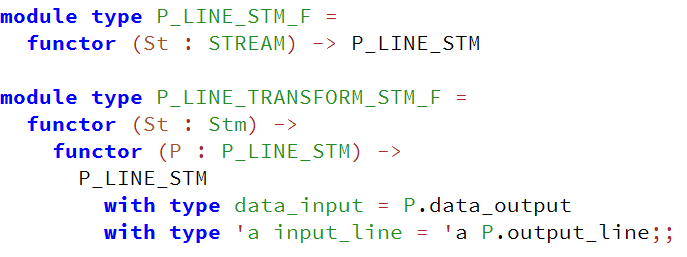 module type P_LINE_STM_F =
  functor (St : STREAM) -> P_LINE_STM

module type P_LINE_TRANSFORM_STM_F =
  functor (St : Stm) ->
    functor (P : P_LINE_STM) ->
      P_LINE_STM
        with type data_input = P.data_output
        with type 'a input_line = 'a P.output_line;;